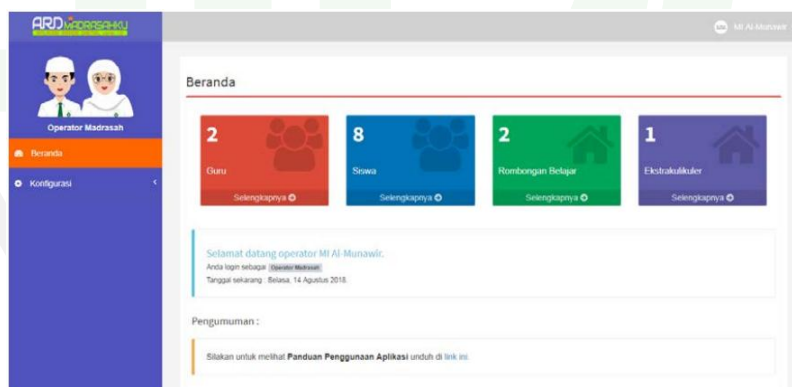 ARD MADRASAHKU
MI Al-Munawir
Operator Madrasah
Beranda
Konfigurasi
Beranda
2
Guru
Selengkapnya
8
Siswa
Selengkapnya
2
Rombongan Belajar
Selengkapnya
1
Ekstrakulikuler
Selengkapnya
Selamat datang operator MI Al-Munawir.
Anda login sebagai Operator Madrasah
Tanggal sekarang : Selasa, 14 Agustus 2018.
Pengumuman :
Silakan untuk melihat Panduan Penggunaan Aplikasi unduh di link ini.